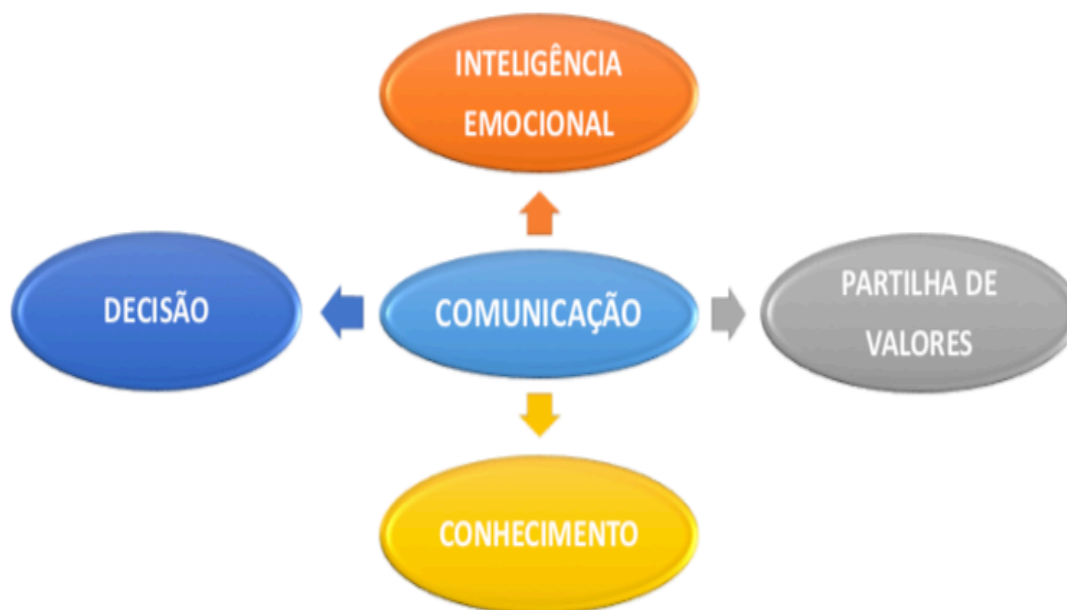 INTELIGÊNCIA
EMOCIONAL
DECISÃO
COMUNICAÇÃO
PARTILHA DE
VALORES
CONHECIMENTO